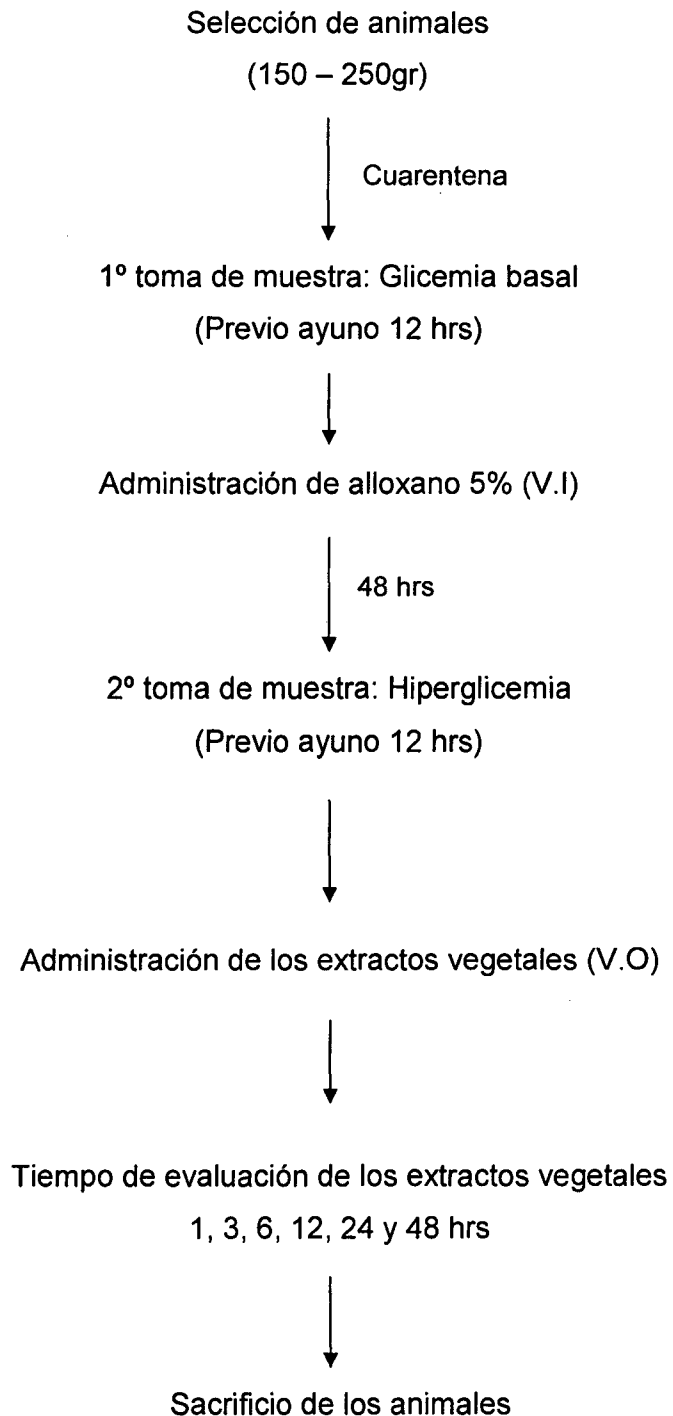 Selección de animales
(150 – 250gr)
Cuarentena
1º toma de muestra: Glicemia basal
(Previo ayuno 12 hrs)
Administración de alloxano 5% (V.I)
48 hrs
2º toma de muestra: Hiperglicemia
(Previo ayuno 12 hrs)
Administración de los extractos vegetales (V.O)
Tiempo de evaluación de los extractos vegetales
1, 3, 6, 12, 24 y 48 hrs
Sacrificio de los animales